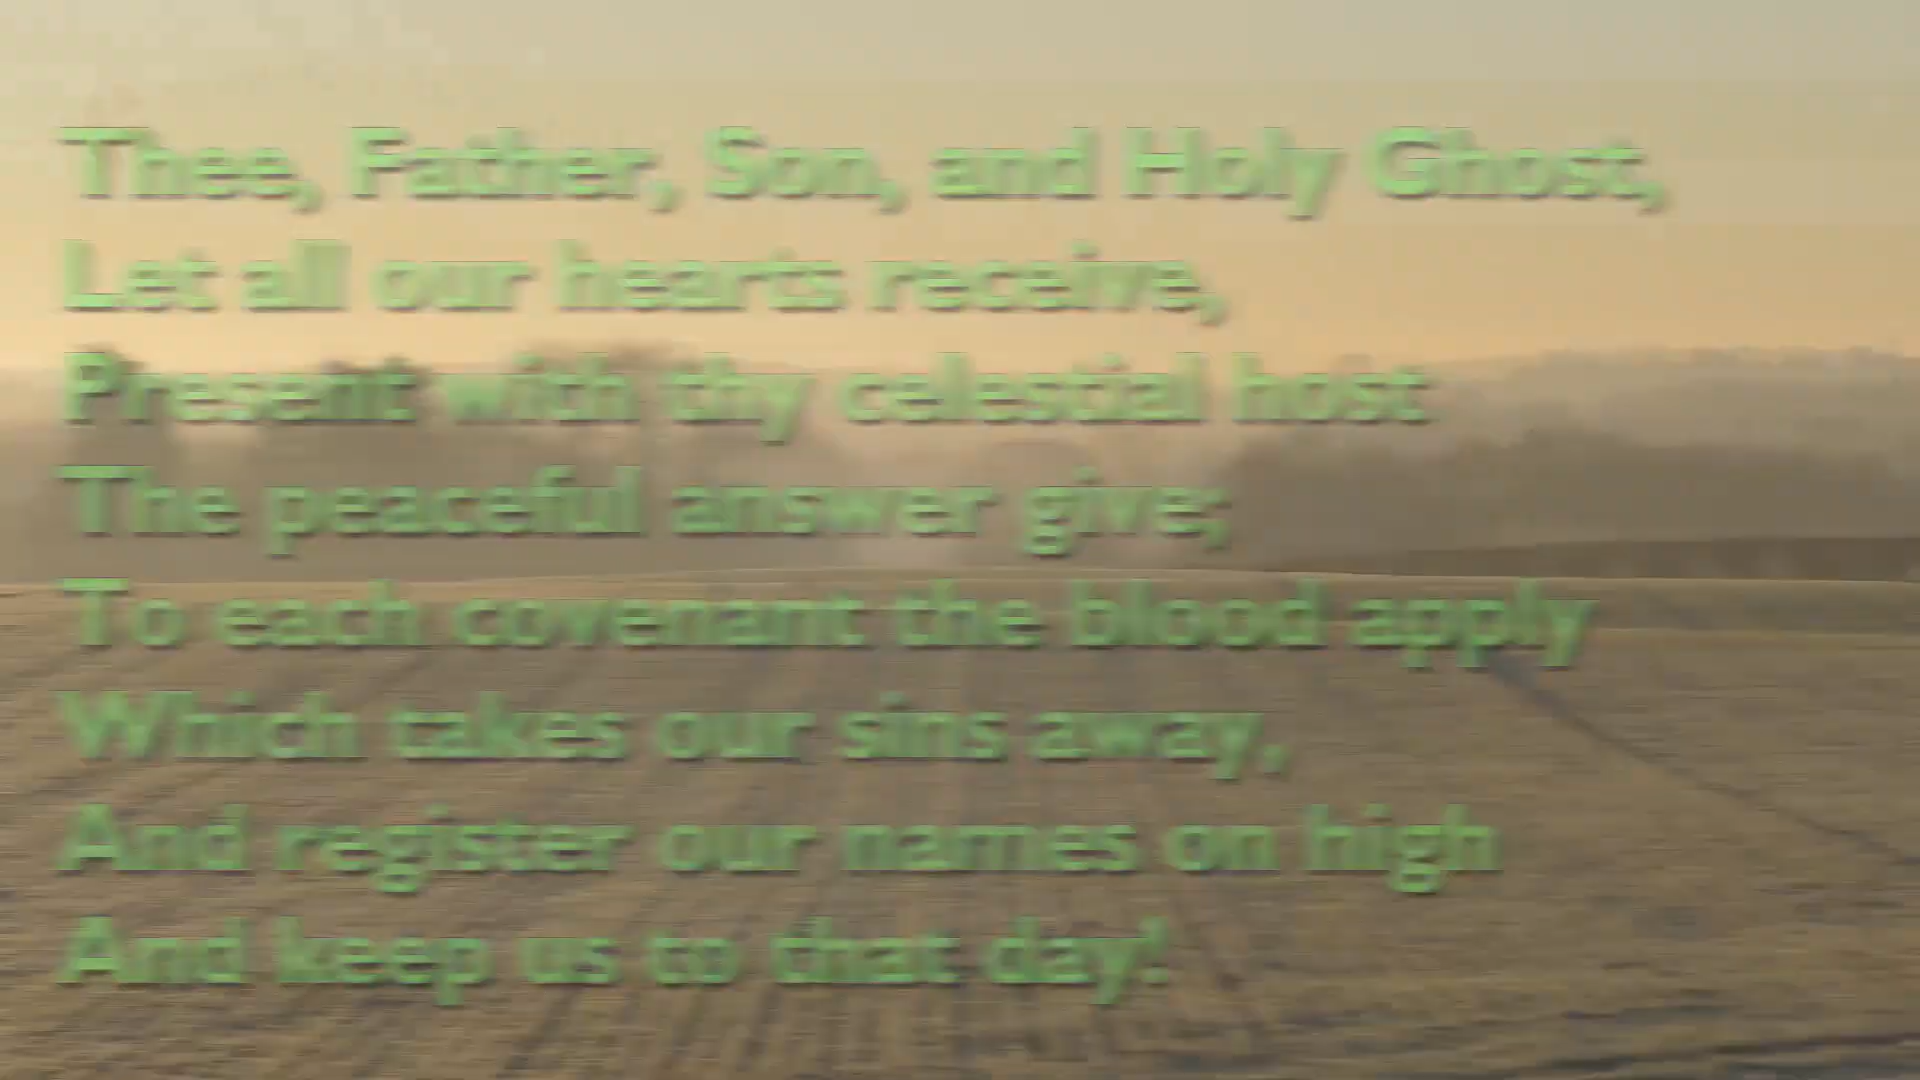 Thee, Father, Son, and Holy Ghost,
Let all our hearts receive,
Present with thy celestial host
The peaceful answer give;
To each covenant the blood apply
Which takes our sins away,
And register our names on high
And keep us to that day!